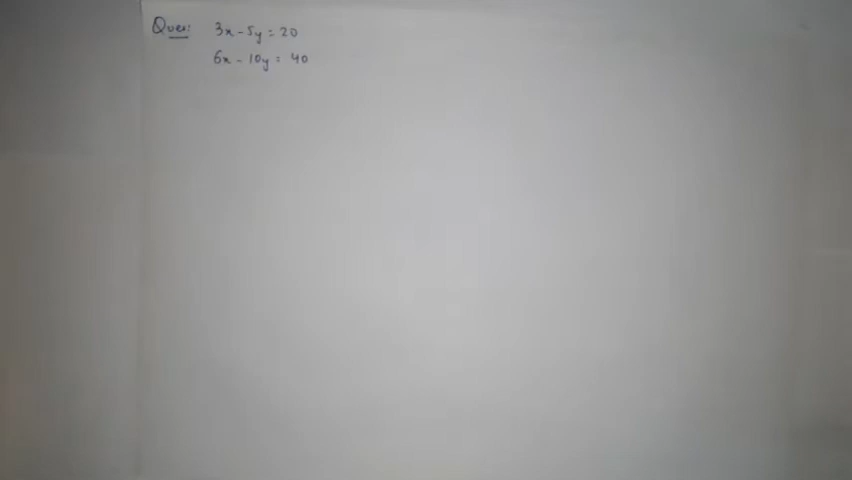 Ques: 3x - 5y = 20
6x - 10y = 40